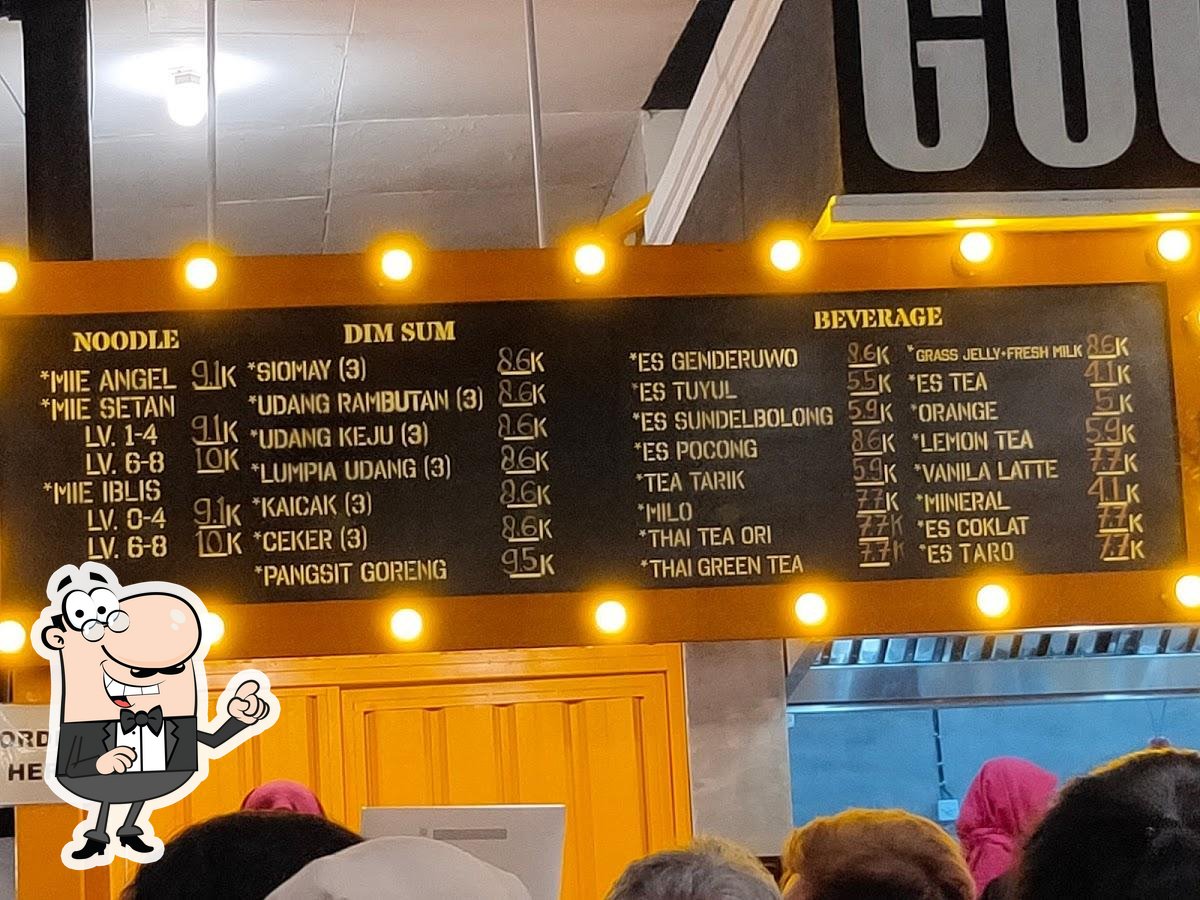 GOO
NOODLE
*MIE ANGEL 9.1K
*MIE SETAN
LV. 1-4 9.1K
LV. 6-8 10K
*MIE IBLIS
LV. 0-4 9.1K
LV. 6-8 10K
DIM SUM
*SIOMAY (3) 8.6K
*UDANG RAMBUTAN (3) 8.6K
*UDANG KEJU (3) 8.6K
*LUMPIA UDANG (3) 8.6K
*KAICAK (3) 8.6K
*CEKER (3) 8.6K
*PANGSIT GORENG 9.5K
BEVERAGE
*ES GENDERUWO 8.6K
*ES TUYUL 5.5K
*ES SUNDELBOLONG 5.9K
*ES POCONG 8.6K
*TEA TARIK 5.9K
*MILO 7.7K
*THAI TEA ORI 7.7K
*THAI GREEN TEA 7.7K
*GRASS JELLY+FRESH MILK 8.6K
*ES TEA 4.1K
*ORANGE 5K
*LEMON TEA 5.9K
*VANILA LATTE 7.7K
*MINERAL 4.1K
*ES COKLAT 7.7K
*ES TARO 7.7K
ORD
HE